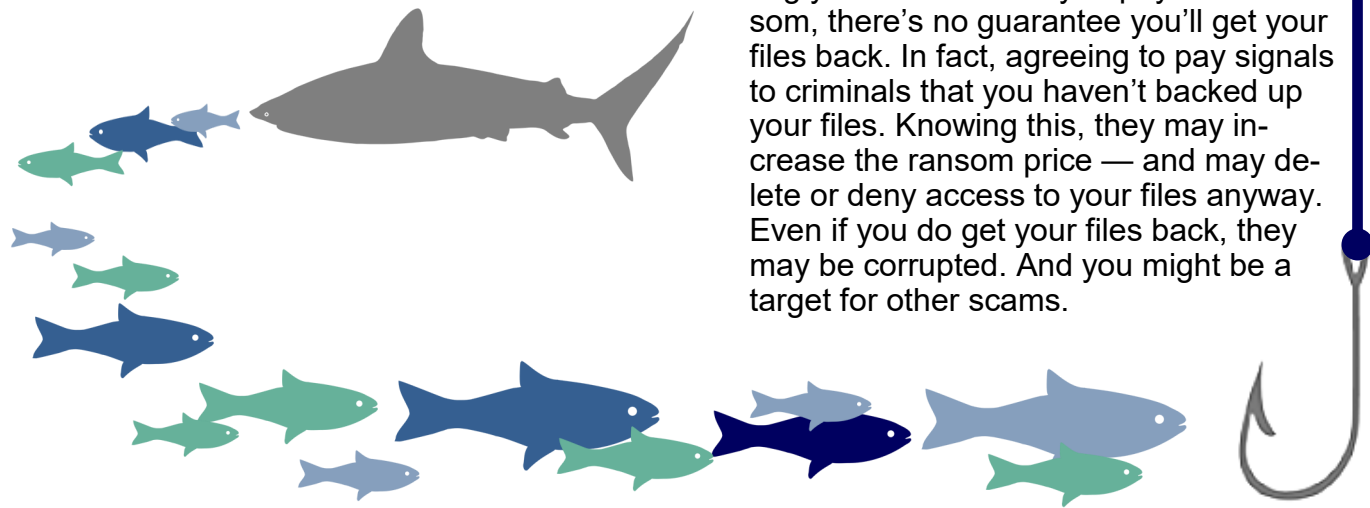 som, there’s no guarantee you’ll get your
files back. In fact, agreeing to pay signals
to criminals that you haven’t backed up
your files. Knowing this, they may in-
crease the ransom price — and may de-
lete or deny access to your files anyway.
Even if you do get your files back, they
may be corrupted. And you might be a
target for other scams.